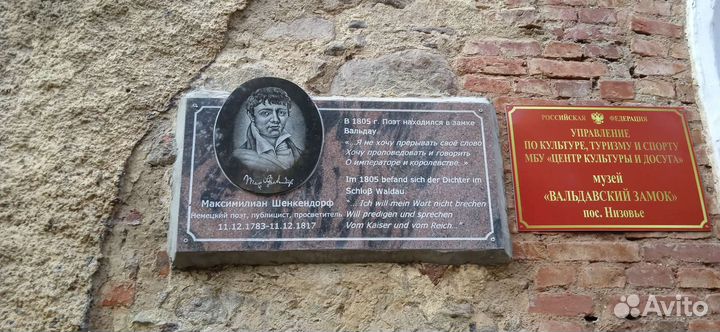 В 1805 г. Поэт находился в замке
Вальдау.
«...Я не хочу прерывать своё слово
Хочу проповедовать и говорить
О императоре и королевстве..»
Im 1805 befand sich der Dichter im
Schloß Waldau.
"... Ich will mein Wort nicht brechen
Will predigen und sprechen
Vom Kaiser und vom Reich..."
Максимилиан Шенкендорф
Немецкий поэт, публицист, просветитель
11.12.1783-11.12.1817
РОССИЙСКАЯ ФЕДЕРАЦИЯ
УПРАВЛЕНИЕ
ПО КУЛЬТУРЕ, ТУРИЗМУ И СПОРТУ
МБУ «ЦЕНТР КУЛЬТУРЫ И ДОСУГА»
МУЗЕЙ
«ВАЛЬДАВСКИЙ ЗАМОК»
пос. Низовье
Avito